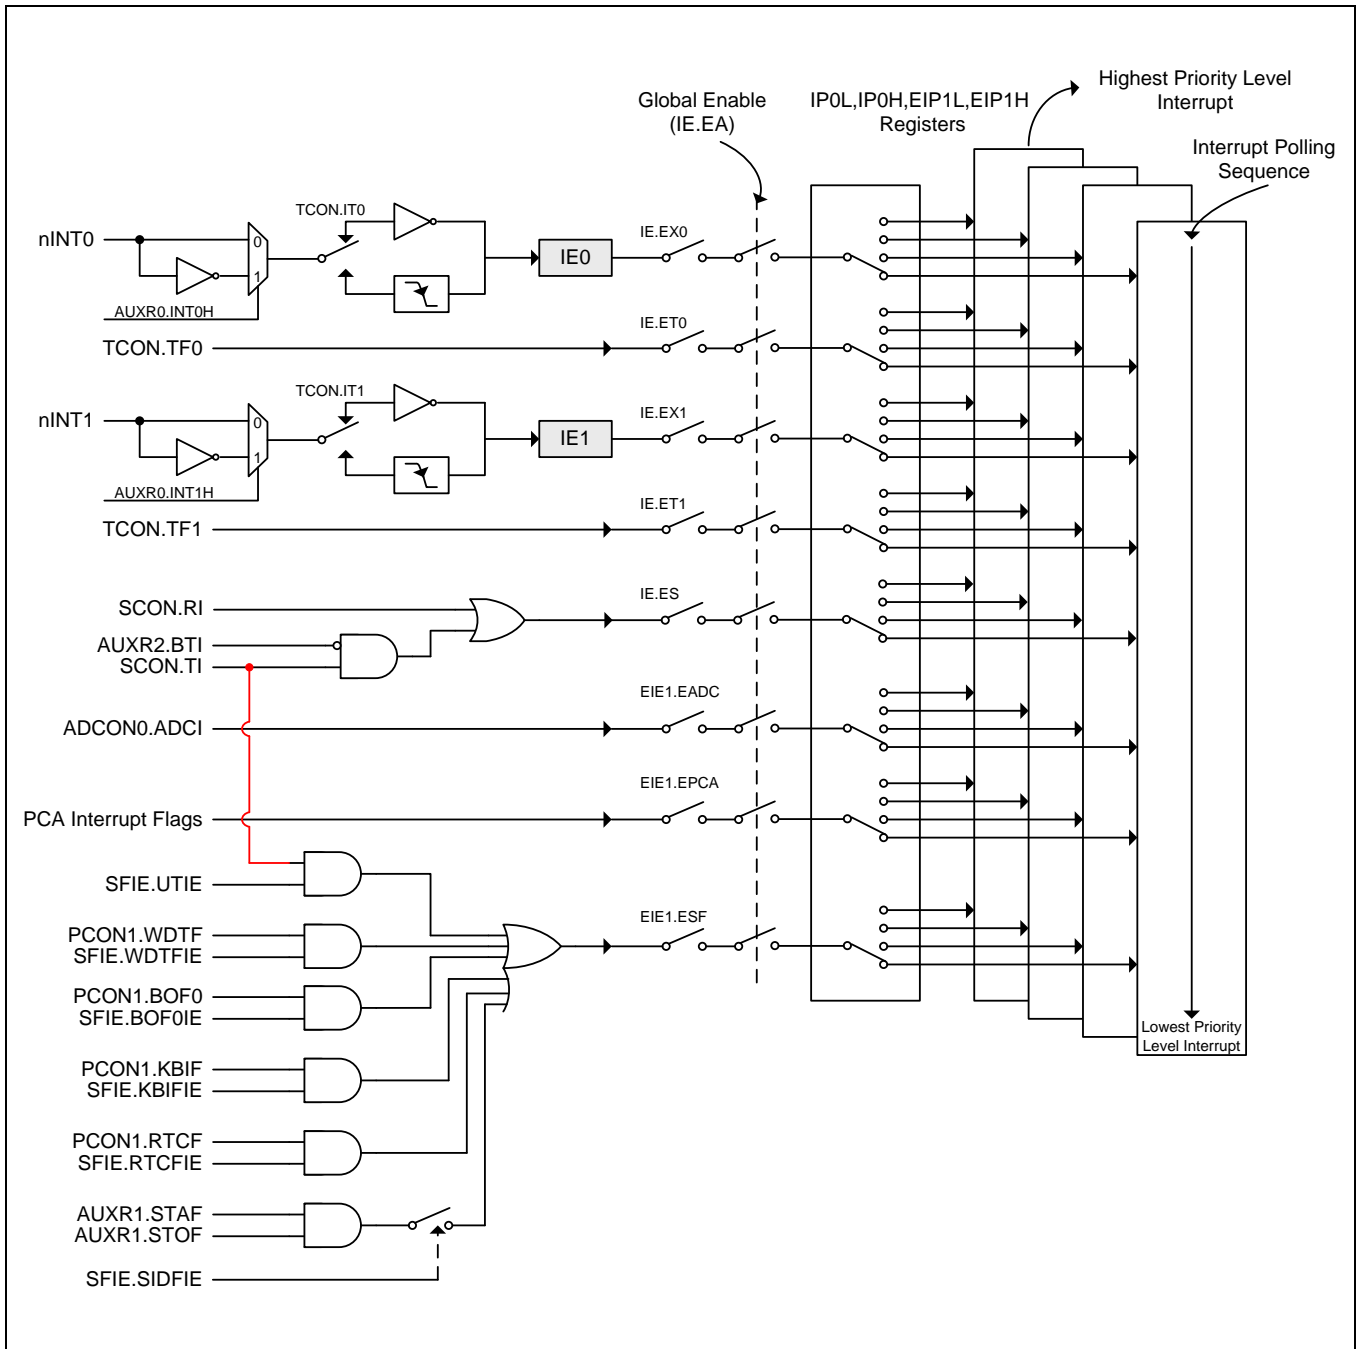 Highest Priority Level
Interrupt
Global Enable
(IE.EA)
IP0L,IP0H,EIP1L,EIP1H
Registers
Interrupt Polling
Sequence
nINT0
TCON.IT0
0
1
AUXR0.INT0H
IE0
IE.EX0
TCON.TF0
IE.ET0
nINT1
TCON.IT1
0
1
AUXR0.INT1H
IE1
IE.EX1
TCON.TF1
IE.ET1
SCON.RI
AUXR2.BTI
SCON.TI
IE.ES
ADCON0.ADCI
EIE1.EADC
PCA Interrupt Flags
EIE1.EPCA
SFIE.UTIE
PCON1.WDTF
SFIE.WDTFIE
EIE1.ESF
PCON1.BOF0
SFIE.BOF0IE
Lowest Priority
Level Interrupt
PCON1.KBIF
SFIE.KBIFIE
PCON1.RTCF
SFIE.RTCFIE
AUXR1.STAF
AUXR1.STOF
SFIE.SIDFIE